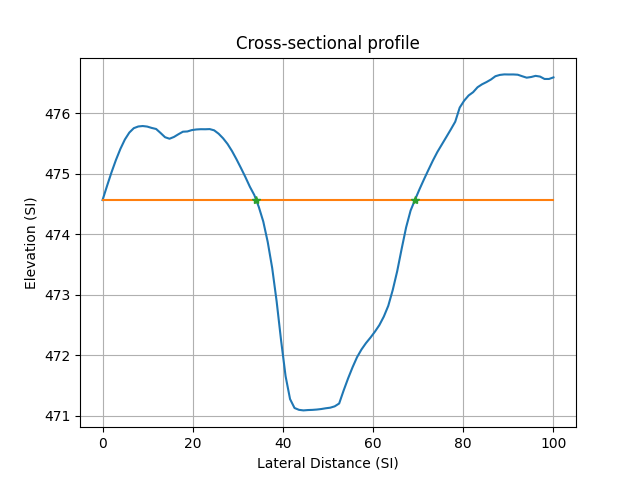 Cross-sectional profile
Elevation (SI)
476
475
474
473
472
471
0 20 40 60 80 100
Lateral Distance (SI)